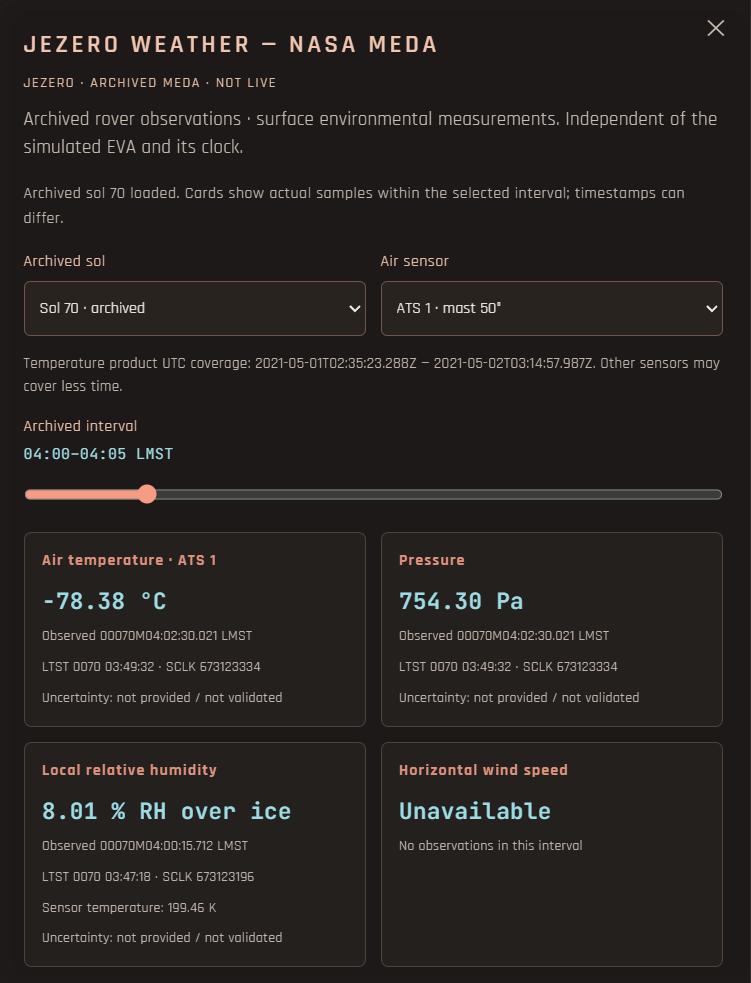 JEZERO WEATHER — NASA MEDA
JEZERO · ARCHIVED MEDA · NOT LIVE
Archived rover observations · surface environmental measurements. Independent of the
simulated EVA and its clock.
Archived sol 70 loaded. Cards show actual samples within the selected interval; timestamps can
differ.
Archived sol
Air sensor
Sol 70 · archived
ATS 1 · mast 50°
Temperature product UTC coverage: 2021-05-01T02:35:23.288Z — 2021-05-02T03:14:57.987Z. Other sensors may
cover less time.
Archived interval
04:00–04:05 LMST
Air temperature · ATS 1
-78.38 °C
Observed 00070M04:02:30.021 LMST
LTST 0070 03:49:32 · SCLK 673123334
Uncertainty: not provided / not validated
Pressure
754.30 Pa
Observed 00070M04:02:30.021 LMST
LTST 0070 03:49:32 · SCLK 673123334
Uncertainty: not provided / not validated
Local relative humidity
8.01 % RH over ice
Observed 00070M04:00:15.712 LMST
LTST 0070 03:47:18 · SCLK 673123196
Sensor temperature: 199.46 K
Uncertainty: not provided / not validated
Horizontal wind speed
Unavailable
No observations in this interval